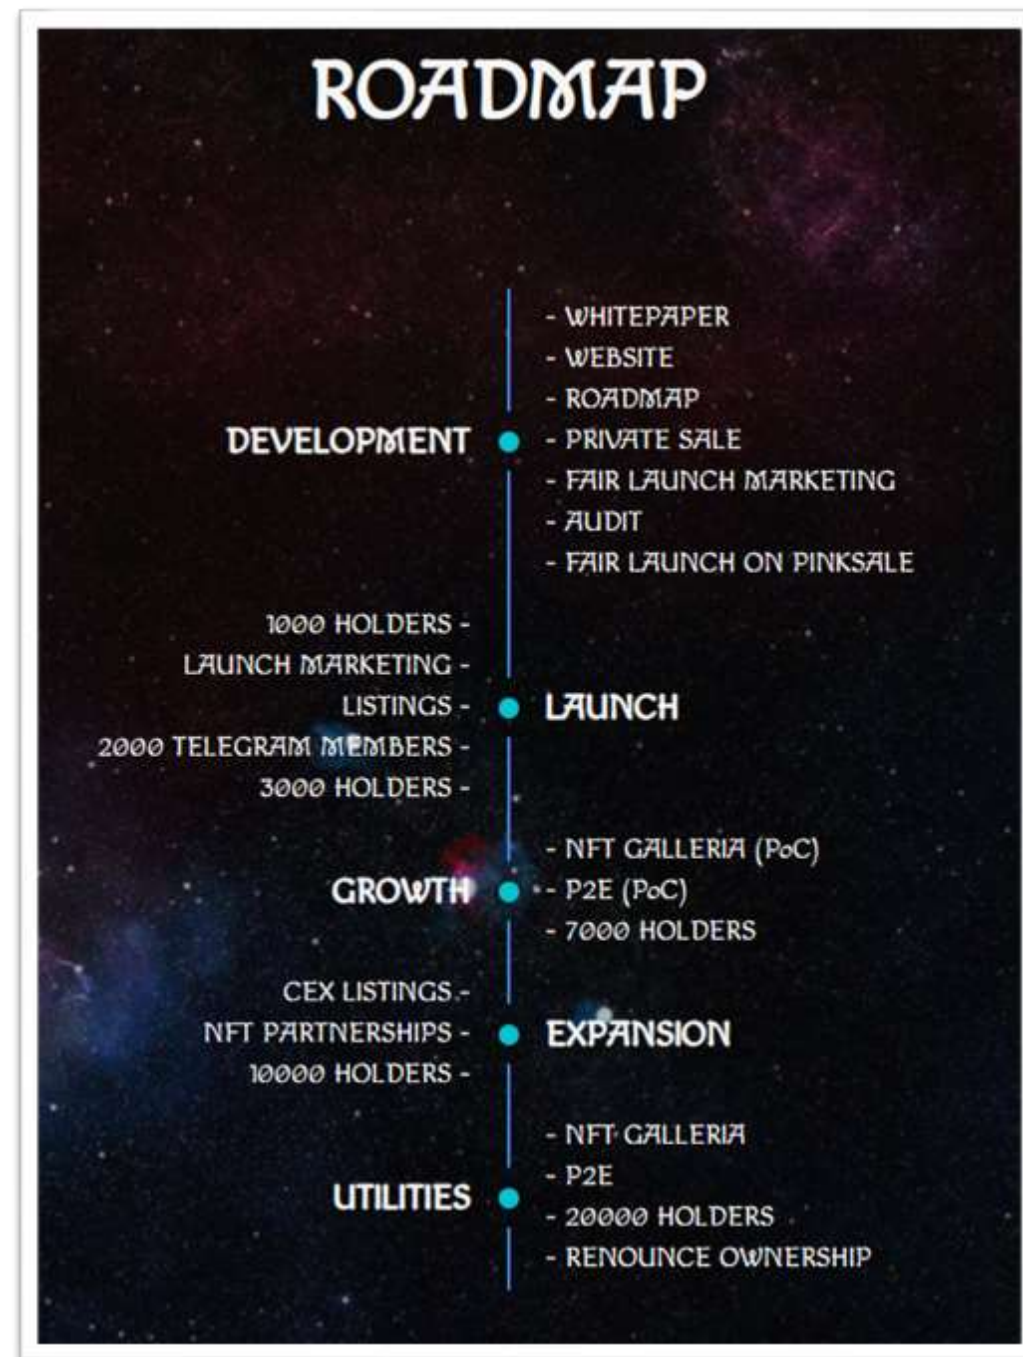 ROADMAP
- WHITEPAPER
- WEBSITE
- ROADMAP
DEVELOPMENT
- PRIVATE SALE
- FAIR LAUNCH MARKETING
- AUDIT
- FAIR LAUNCH ON PINKSALE
1000 HOLDERS -
LAUNCH MARKETING -
LISTINGS -
LAUNCH
2000 TELEGRAM MEMBERS -
3000 HOLDERS -
- NFT GALLERIA (PoC)
GROWTH
- P2E (PoC)
- 7000 HOLDERS
CEX LISTINGS -
NFT PARTNERSHIPS -
EXPANSION
10000 HOLDERS -
- NFT GALLERIA
- P2E
UTILITIES
- 20000 HOLDERS
- RENOUNCE OWNERSHIP